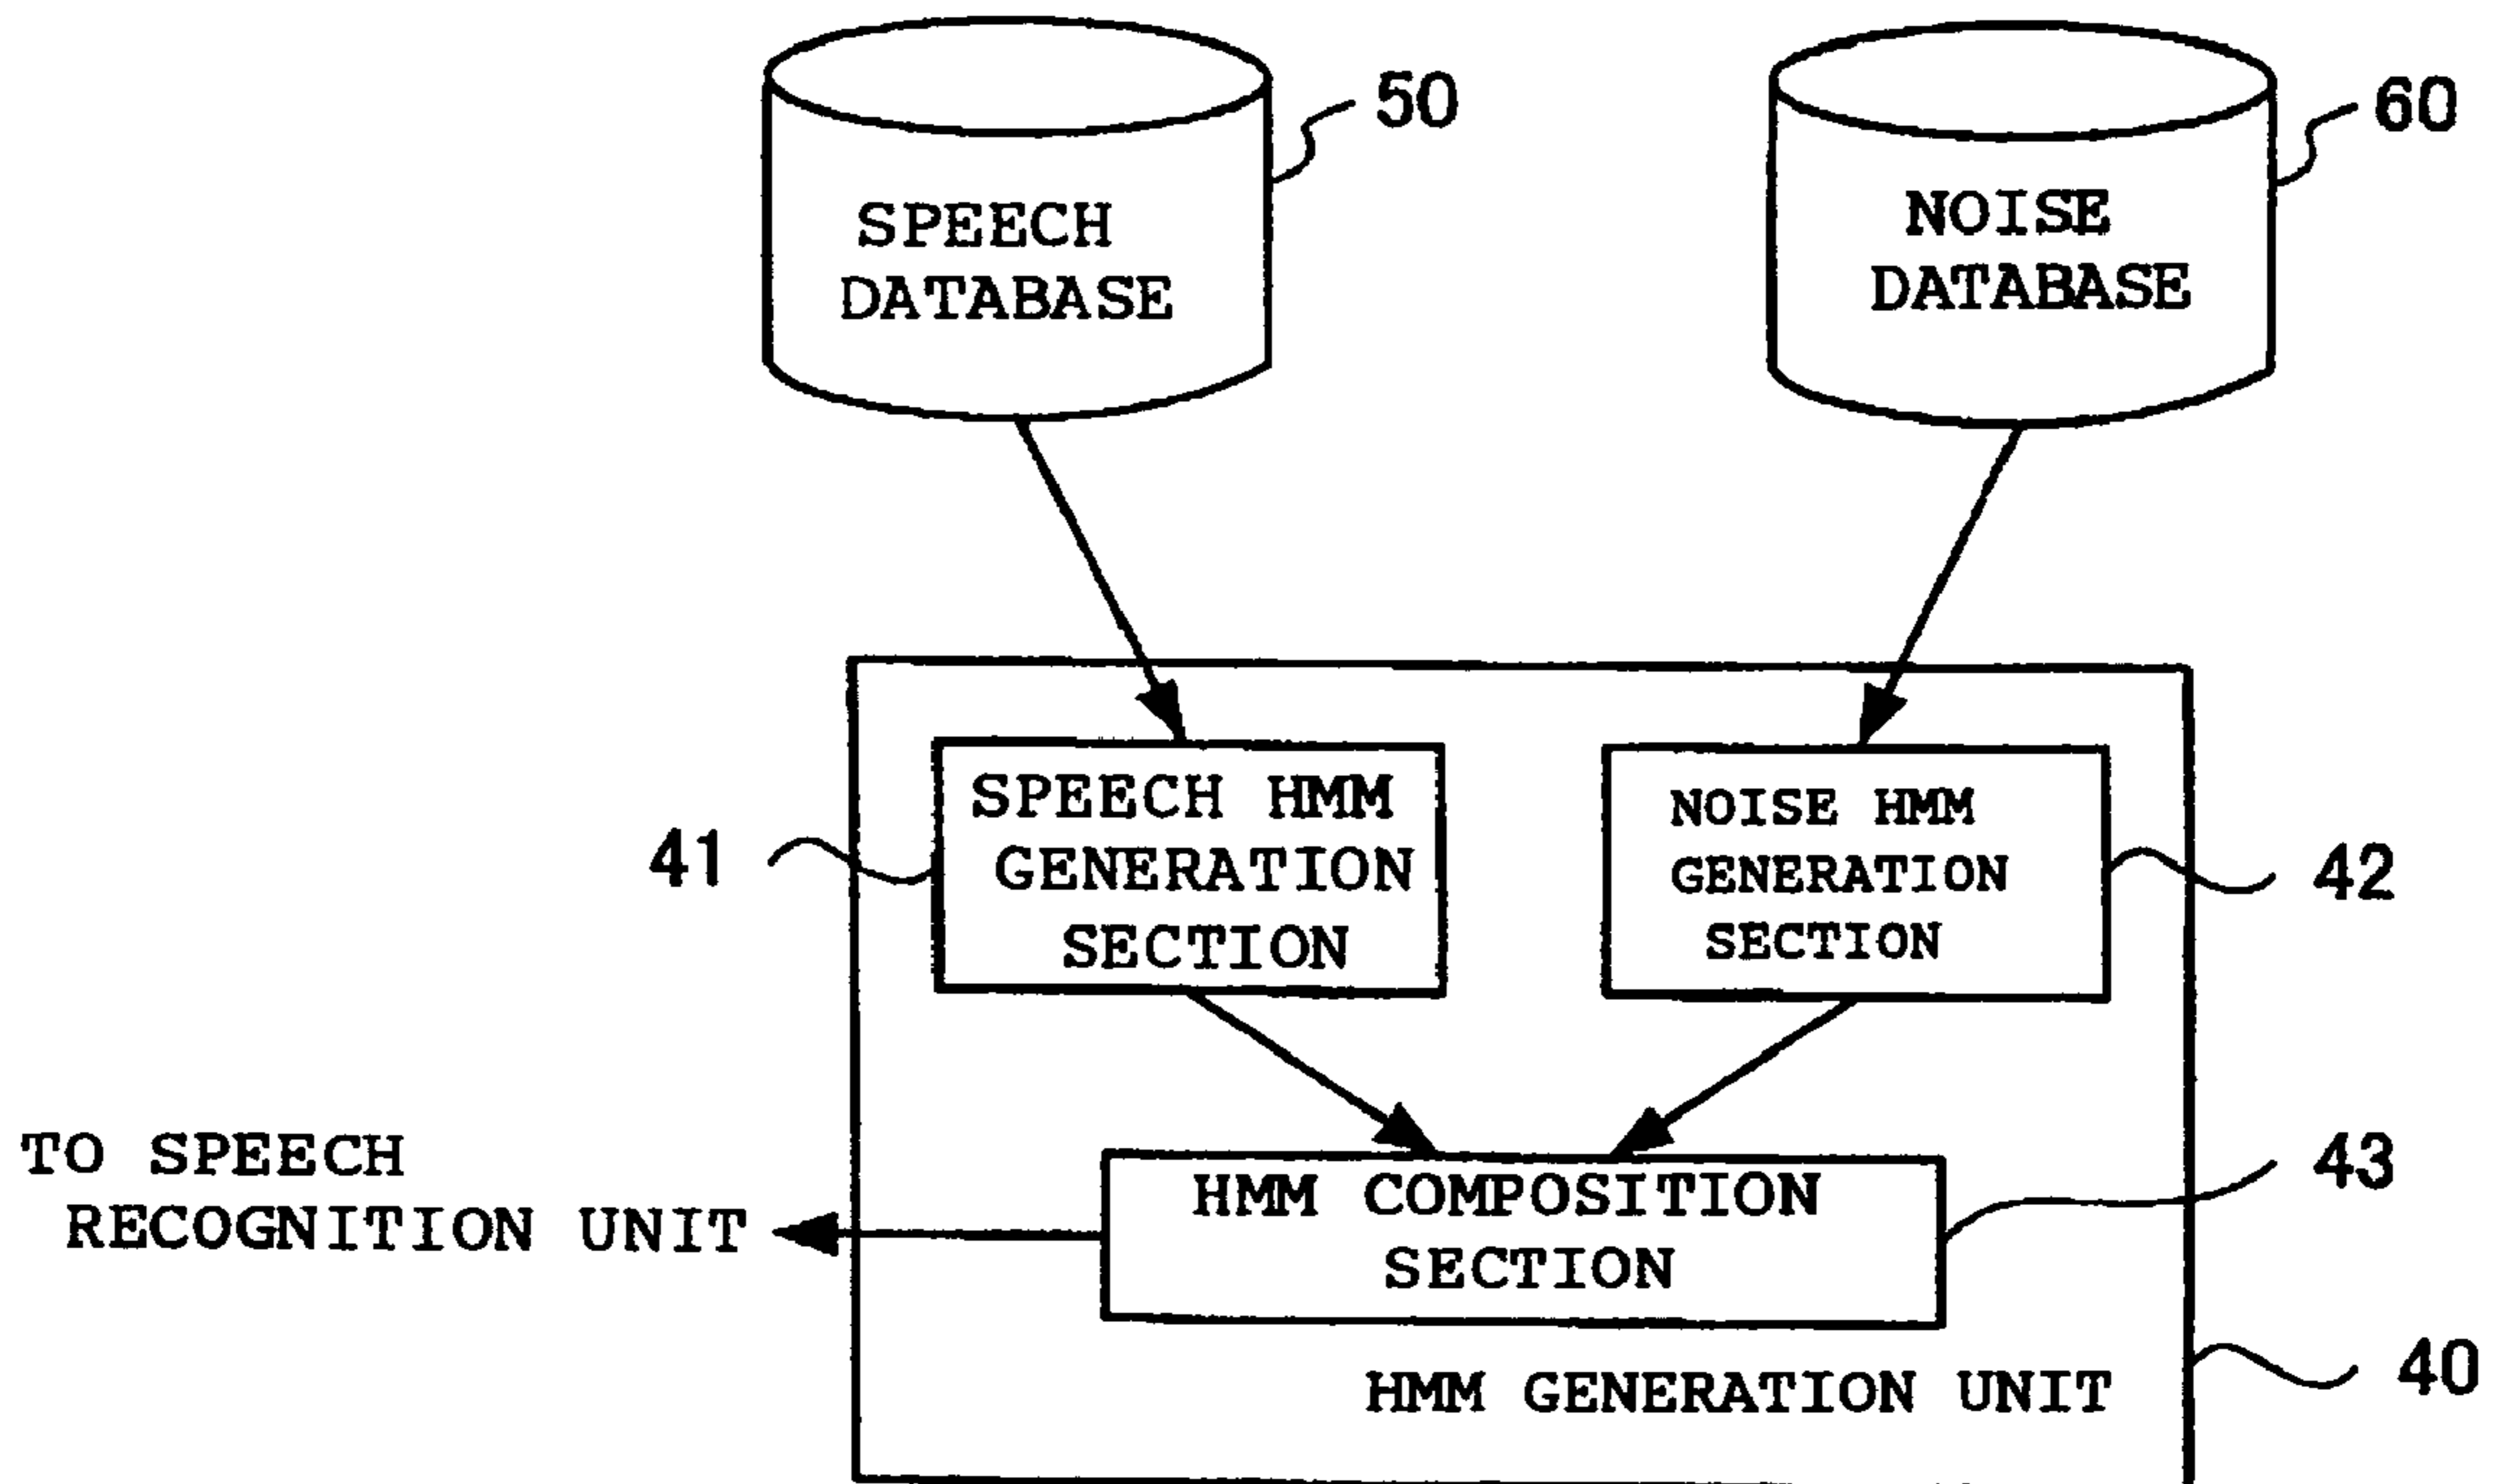 50
60
SPEECH
DATABASE
NOISE
DATABASE
SPEECH HMM
GENERATION
SECTION
NOISE HMM
GENERATION
SECTION
41
42
TO SPEECH
RECOGNITION UNIT
HMM COMPOSITION
SECTION
43
HMM GENERATION UNIT
40